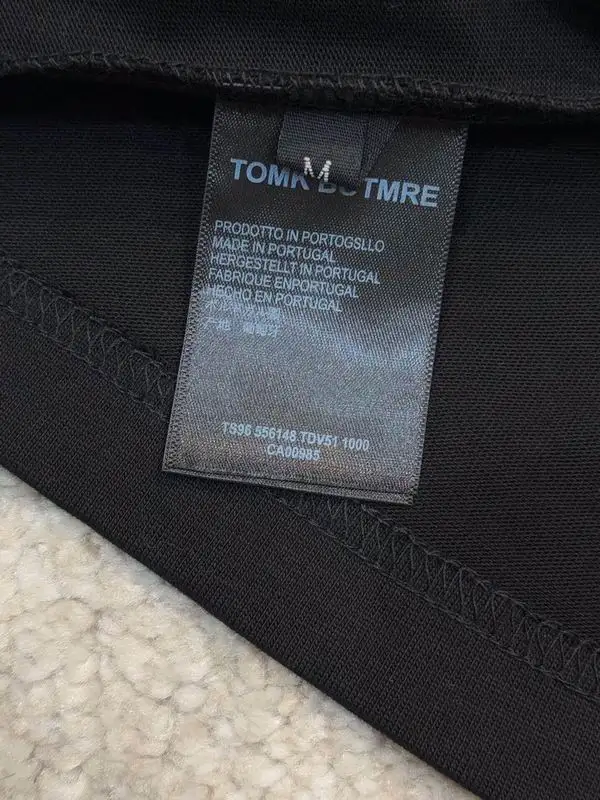 M
TOMK TMRE
PRODOTTO IN PORTOGSLLO
MADE IN PORTUGAL
HERGESTELLT IN PORTUGAL
FABRIQUE ENPORTUGAL
HECHO EN PORTUGAL
TS96 556148 TDV51 1000
CA00985